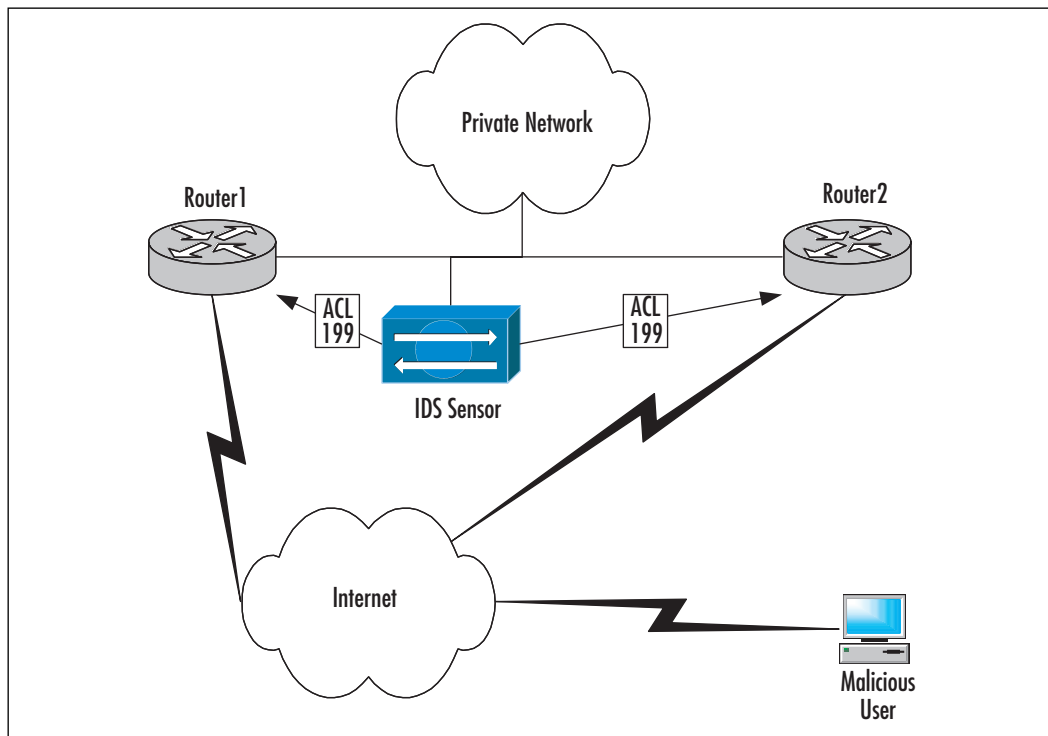 Private Network
Router1
Router2
ACL
199
ACL
199
IDS Sensor
Internet
Malicious
User